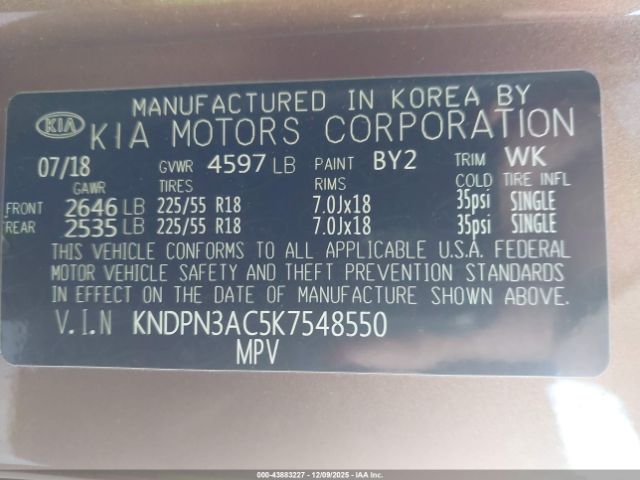 MANUFACTURED IN KOREA BY
KIA KIA MOTORS CORPORATION
07/18 GVWR 4597 LB PAINT BY2 TRIM WK
GAWR TIRES RIMS COLD TIRE INFL
FRONT 2646 LB 225/55 R18 7.0Jx18 35psi SINGLE
REAR 2535 LB 225/55 R18 7.0Jx18 35psi SINGLE
THIS VEHICLE CONFORMS TO ALL APPLICABLE U.S.A. FEDERAL
MOTOR VEHICLE SAFETY AND THEFT PREVENTION STANDARDS
IN EFFECT ON THE DATE OF MANUFACTURE SHOWN ABOVE.
V.I.N KNDPN3AC5K7548550
MPV
000-43883227 - 12/09/2025 - IAAI, Inc.